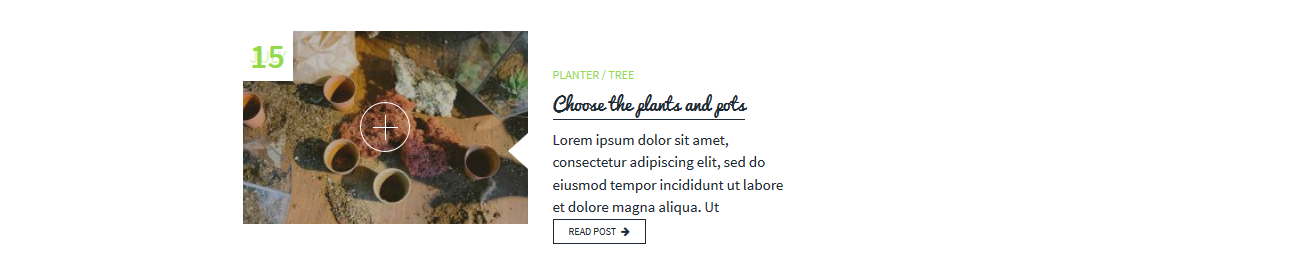 15
PLANTER / TREE
Choose the plants and pots
Lorem ipsum dolor sit amet,
consectetur adipiscing elit, sed do
eiusmod tempor incididunt ut labore
et dolore magna aliqua. Ut
READ POST